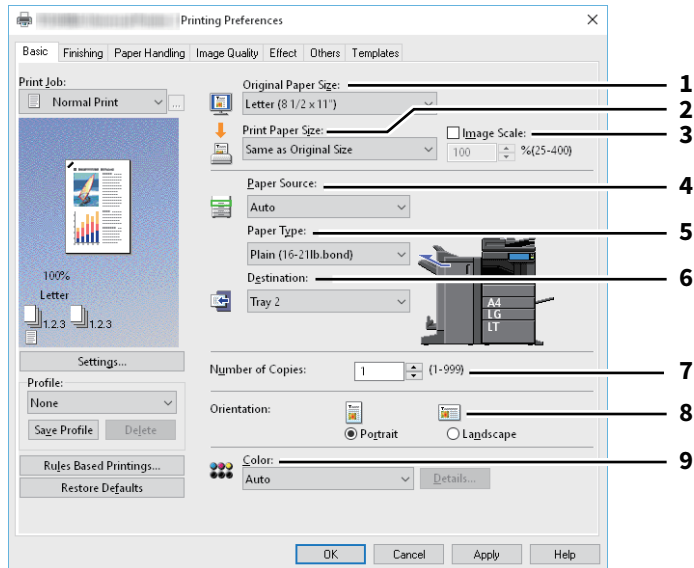 Printing Preferences
Basic Finishing Paper Handling Image Quality Effect Others Templates
Print Job:
Normal Print
...
100%
Letter
1.2.3 1.2.3
Settings...
Profile:
None
Save Profile Delete
Rules Based Printings...
Restore Defaults
Original Paper Size:
Letter (8 1/2 x 11")
Print Paper Size:
Same as Original Size
Image Scale:
100 %(25-400)
Paper Source:
Auto
Paper Type:
Plain (16-21lb.bond)
Destination:
Tray 2
A4
LG
LT
Number of Copies: 1 (1-999)
Orientation:
Portrait Landscape
Color:
Auto Details...
OK Cancel Apply Help
1
2
3
4
5
6
7
8
9